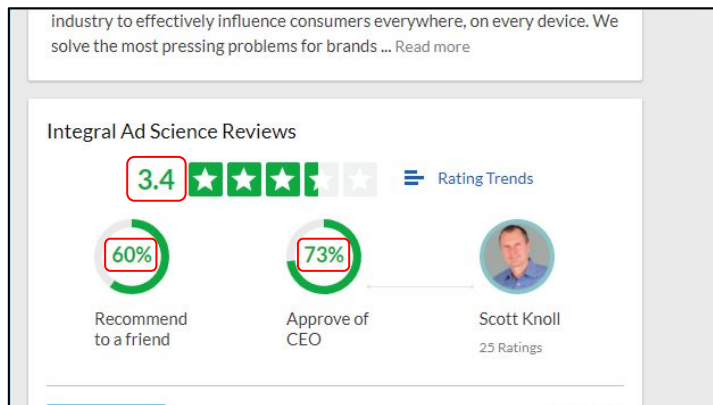 industry to effectively influence consumers everywhere, on every device. We
solve the most pressing problems for brands ... Read more
Integral Ad Science Reviews
3.4 Rating Trends
60% 73%
Recommend Approve of Scott Knoll
to a friend CEO 25 Ratings